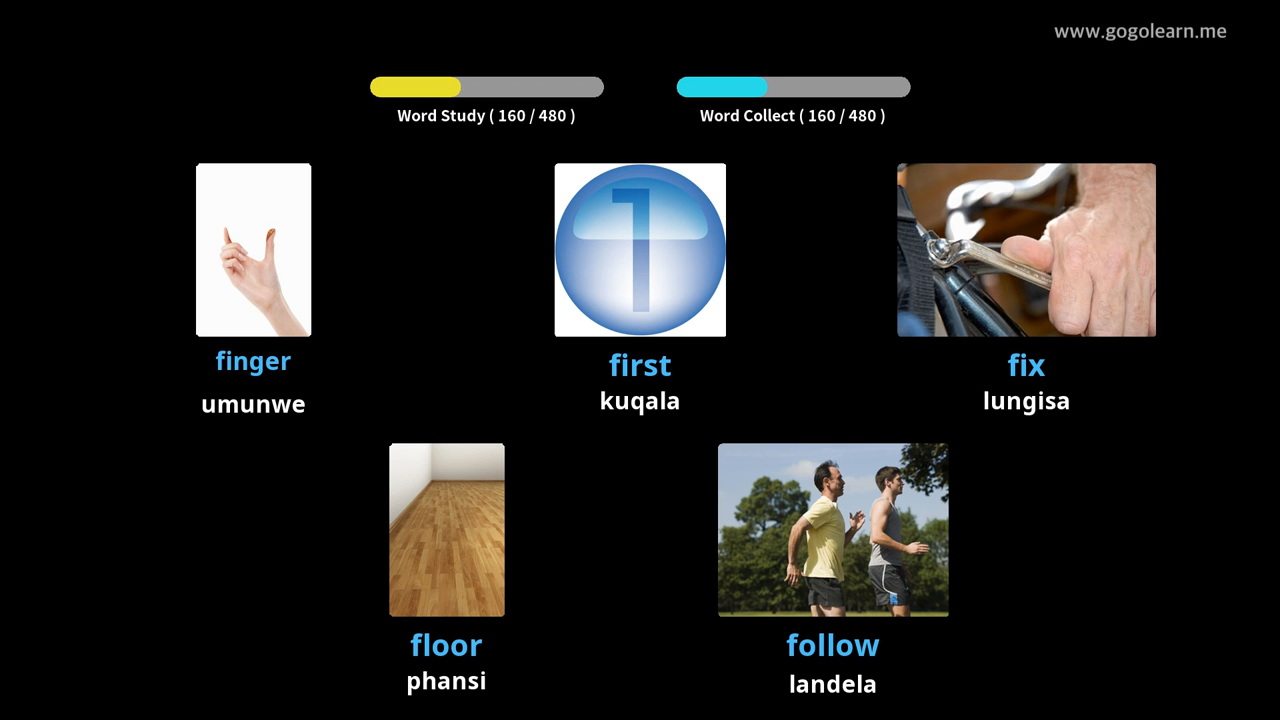 www.gogolearn.me
Word Study ( 160 / 480 )
Word Collect ( 160 / 480 )
1
finger
umunwe
first
kuqala
fix
lungisa
floor
phansi
follow
landela